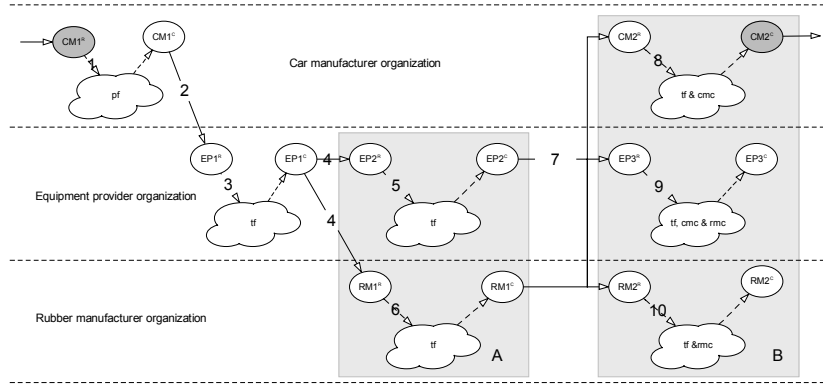 CM1ᴿ
CM1ᶜ
CM2ᴿ
CM2ᶜ
1
8
Car manufacturer organization
2
pf
tf & cmc
EP1ᴿ
EP1ᶜ
4
EP2ᴿ
EP2ᶜ
7
EP3ᴿ
EP3ᶜ
3
5
9
Equipment provider organization
4
tf
tf
tf, cmc & rmc
RM1ᴿ
RM1ᶜ
RM2ᴿ
RM2ᶜ
6
10
Rubber manufacturer organization
tf
tf &rmc
A
B